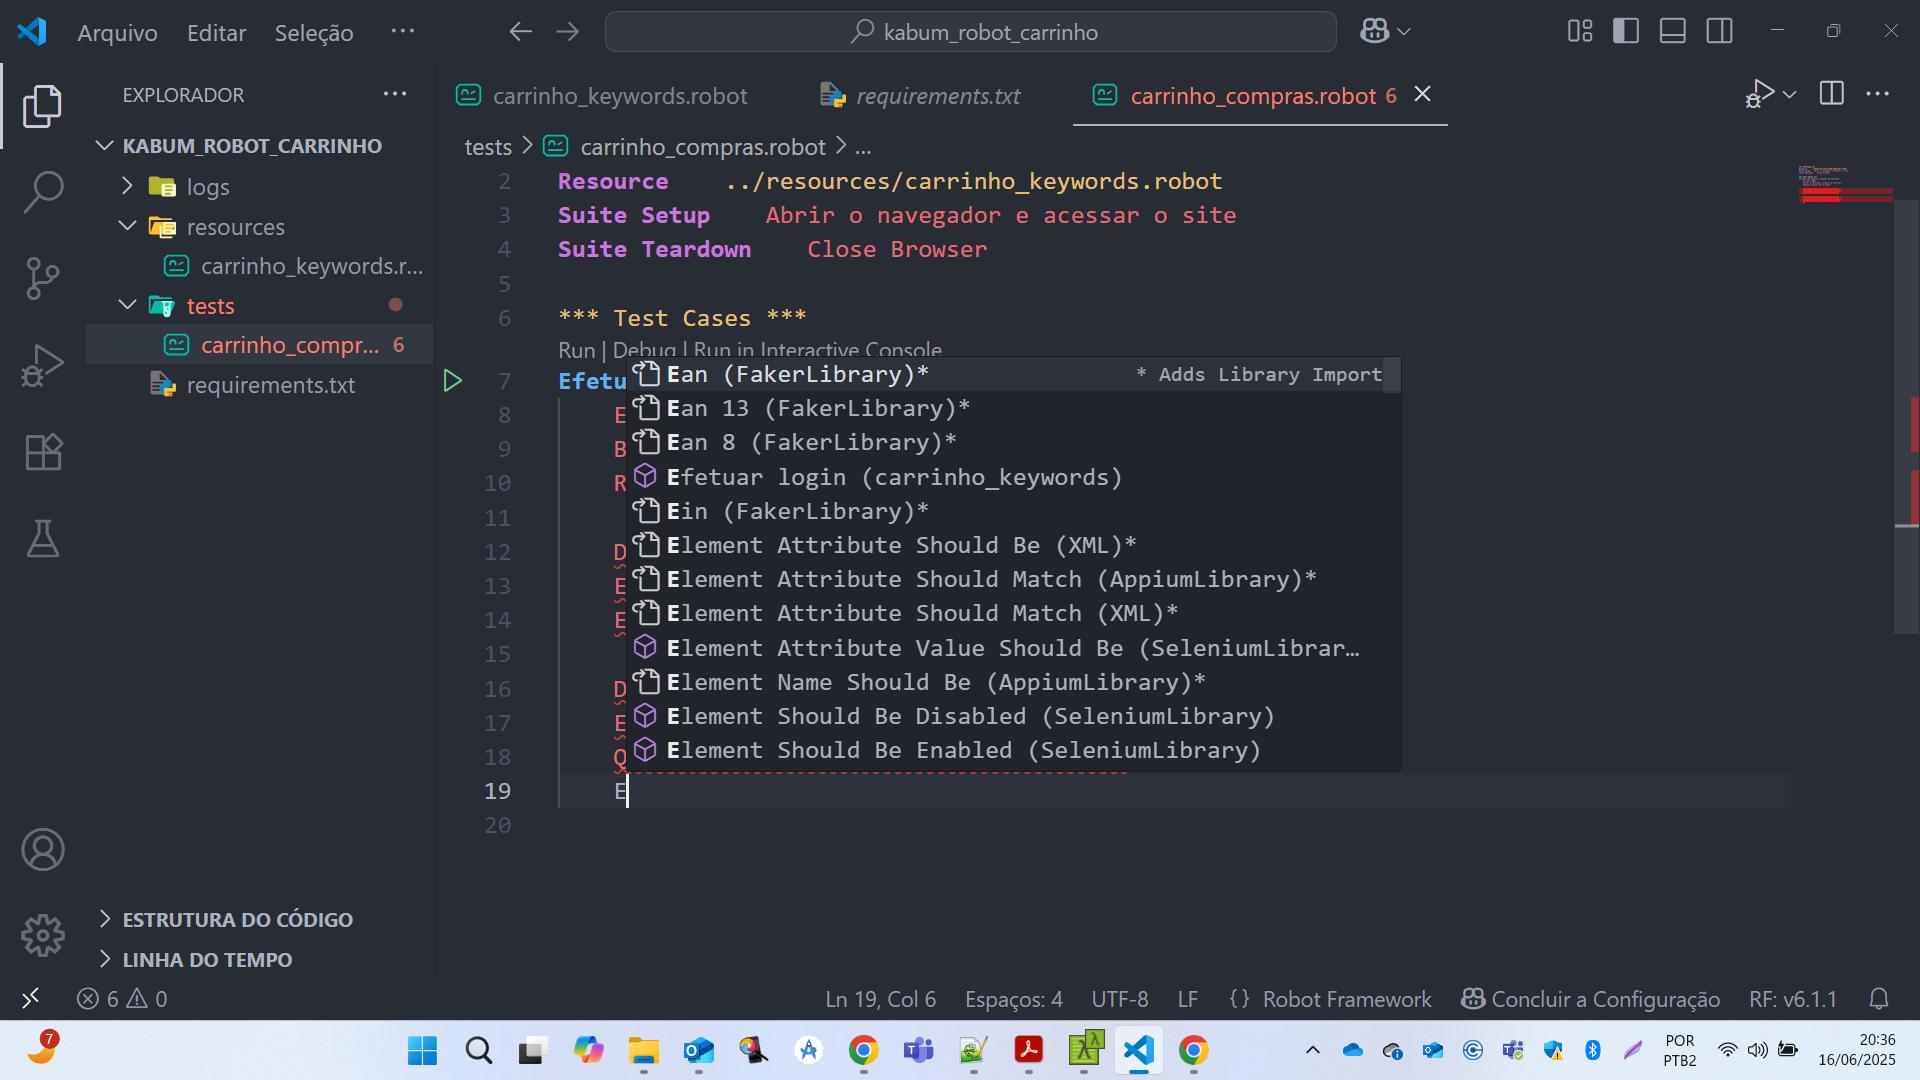 Arquivo Editar Seleção ...
kabum_robot_carrinho
EXPLORADOR ...
KABUM_ROBOT_CARRINHO
logs
resources
carrinho_keywords.r...
tests
carrinho_compr... 6
requirements.txt
ESTRUTURA DO CÓDIGO
LINHA DO TEMPO
carrinho_keywords.robot requirements.txt carrinho_compras.robot 6
tests > carrinho_compras.robot > ...
2 Resource ../resources/carrinho_keywords.robot
3 Suite Setup Abrir o navegador e acessar o site
4 Suite Teardown Close Browser
5
6 *** Test Cases ***
Run | Debug | Run in Interactive Console
7 Efetu
8 E
9 B
10 R
11
12 D
13 E
14 E
15
16 D
17 E
18 Q
19 E
20
Ean (FakerLibrary)* * Adds Library Import
Ean 13 (FakerLibrary)*
Ean 8 (FakerLibrary)*
Efetuar login (carrinho_keywords)
Ein (FakerLibrary)*
Element Attribute Should Be (XML)*
Element Attribute Should Match (AppiumLibrary)*
Element Attribute Should Match (XML)*
Element Attribute Value Should Be (SeleniumLibrar...
Element Name Should Be (AppiumLibrary)*
Element Should Be Disabled (SeleniumLibrary)
Element Should Be Enabled (SeleniumLibrary)
6 0
Ln 19, Col 6 Espaços: 4 UTF-8 LF {} Robot Framework Concluir a Configuração RF: v6.1.1
7
POR
PTB2
20:36
16/06/2025